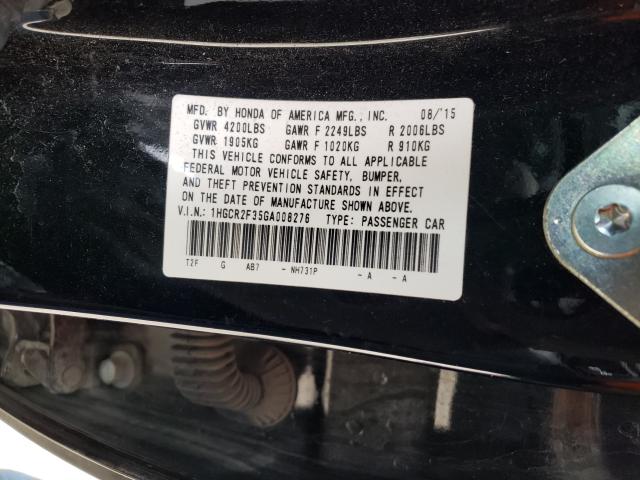 MFD. BY HONDA OF AMERICA MFG., INC. 08/'15
GVWR 4200LBS GAWR F 2249LBS R 2006LBS
GVWR 1905KG GAWR F 1020KG R 910KG
THIS VEHICLE CONFORMS TO ALL APPLICABLE
FEDERAL MOTOR VEHICLE SAFETY, BUMPER,
AND THEFT PREVENTION STANDARDS IN EFFECT
ON THE DATE OF MANUFACTURE SHOWN ABOVE.
V.I.N.: 1HGCR2F35GA008276 TYPE: PASSENGER CAR
T2F G AB7 - NH731P - A - A